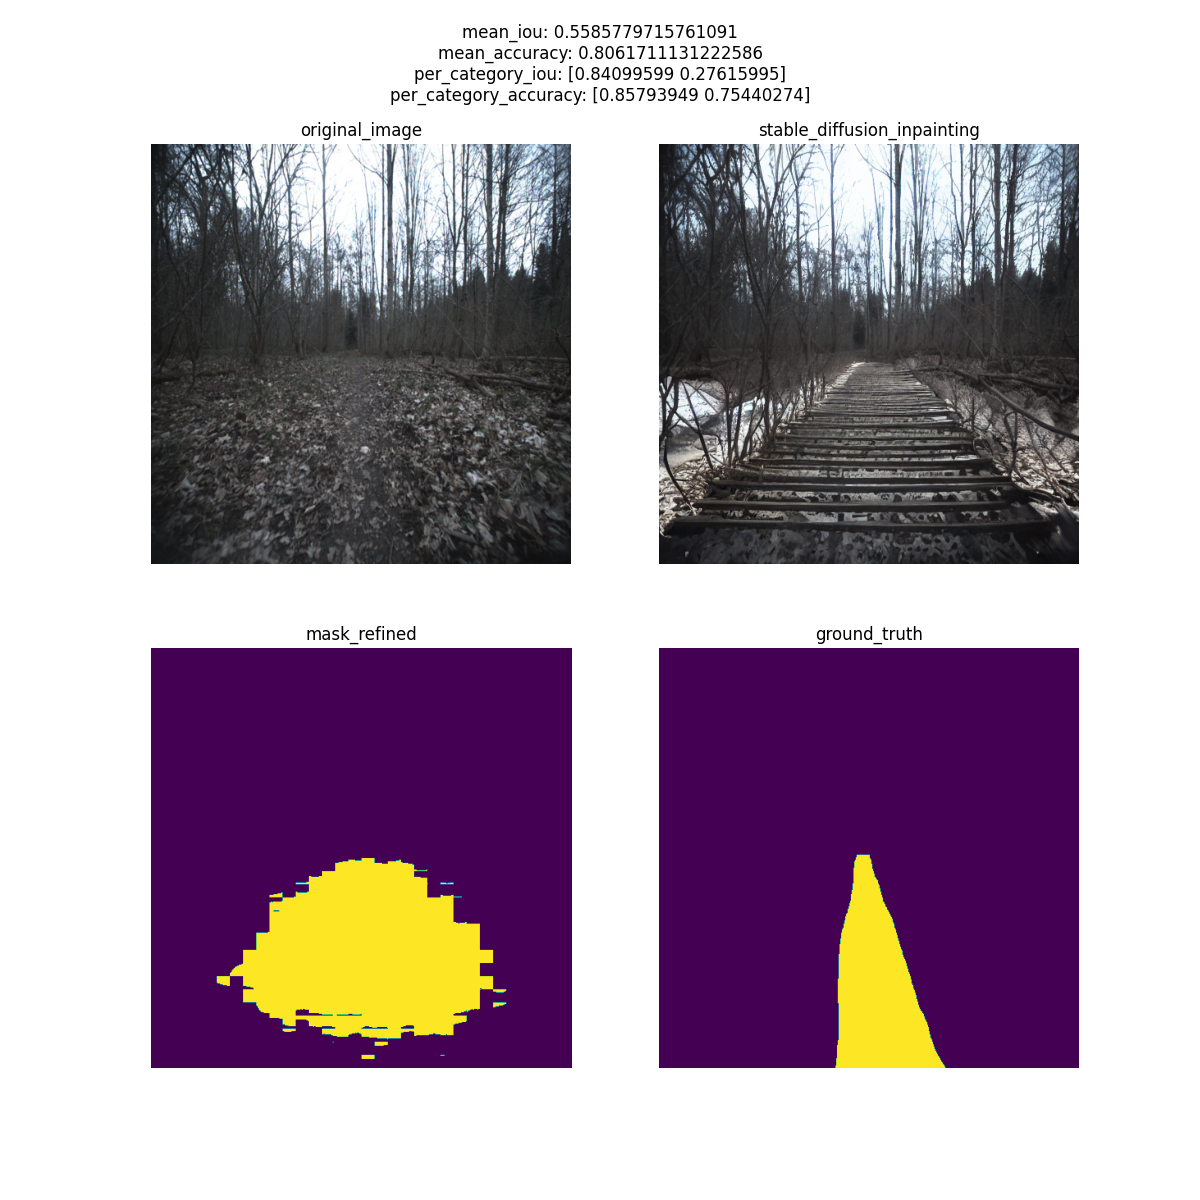 mean_iou: 0.5585779715761091
mean_accuracy: 0.8061711131222586
per_category_iou: [0.84099599 0.27615995]
per_category_accuracy: [0.85793949 0.75440274]
original_image
stable_diffusion_inpainting
mask_refined
ground_truth